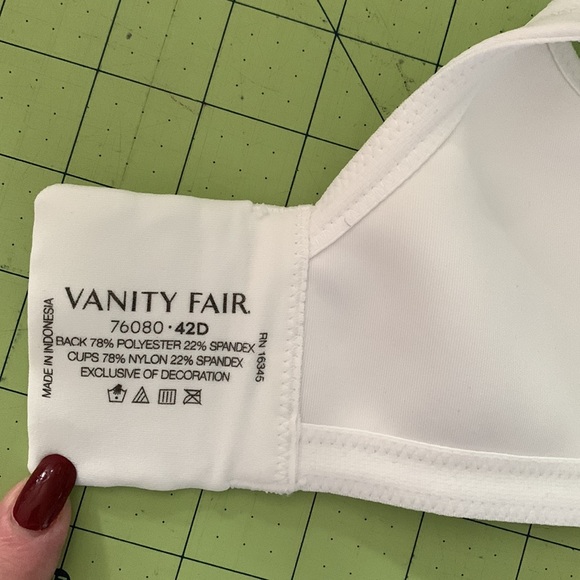 VANITY FAIR.
76080 · 42D
BACK 78% POLYESTER 22% SPANDEX
CUPS 78% NYLON 22% SPANDEX
EXCLUSIVE OF DECORATION
MADE IN INDONESIA
RN 16345